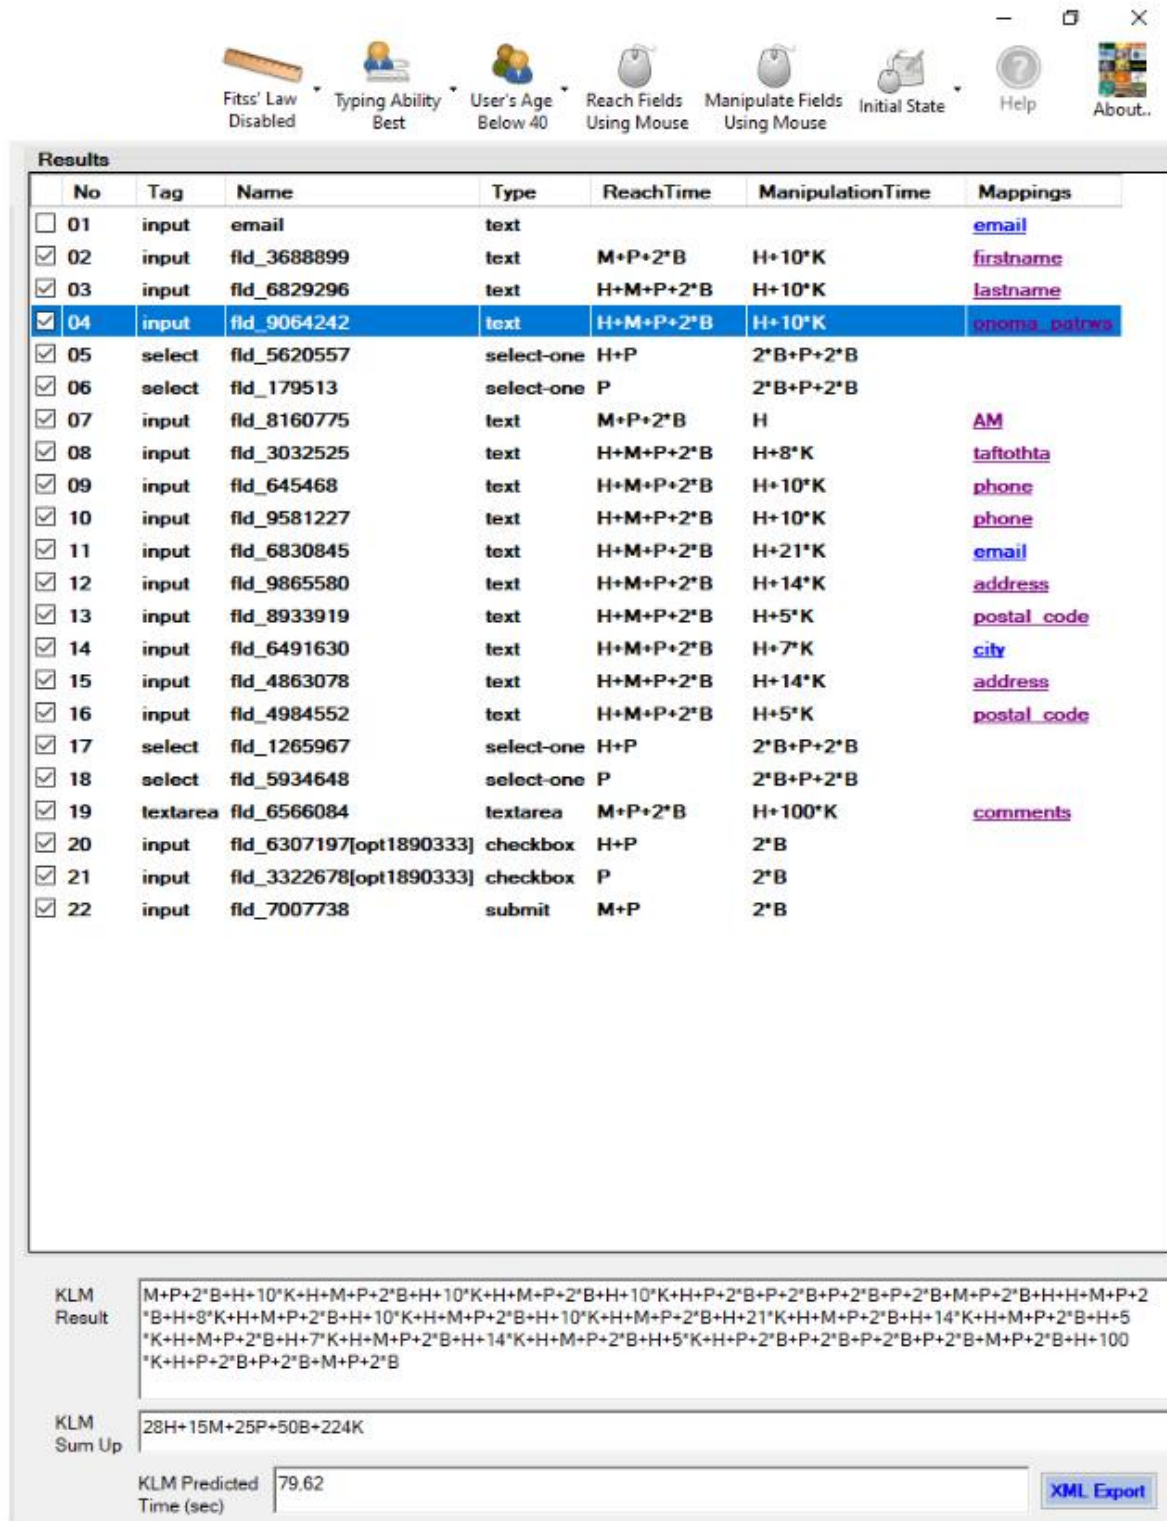 Fitss' Law Disabled
Typing Ability Best
User's Age Below 40
Reach Fields Using Mouse
Manipulate Fields Using Mouse
Initial State
Help
About..
Results
No Tag Name Type ReachTime ManipulationTime Mappings
01 input email text email
02 input fld_3688899 text M+P+2*B H+10*K firstname
03 input fld_6829296 text H+M+P+2*B H+10*K lastname
04 input fld_9064242 text H+M+P+2*B H+10*K onoma_patrws
05 select fld_5620557 select-one H+P 2*B+P+2*B
06 select fld_179513 select-one P 2*B+P+2*B
07 input fld_8160775 text M+P+2*B H AM
08 input fld_3032525 text H+M+P+2*B H+8*K taftothta
09 input fld_645468 text H+M+P+2*B H+10*K phone
10 input fld_9581227 text H+M+P+2*B H+10*K phone
11 input fld_6830845 text H+M+P+2*B H+21*K email
12 input fld_9865580 text H+M+P+2*B H+14*K address
13 input fld_8933919 text H+M+P+2*B H+5*K postal_code
14 input fld_6491630 text H+M+P+2*B H+7*K city
15 input fld_4863078 text H+M+P+2*B H+14*K address
16 input fld_4984552 text H+M+P+2*B H+5*K postal_code
17 select fld_1265967 select-one H+P 2*B+P+2*B
18 select fld_5934648 select-one P 2*B+P+2*B
19 textarea fld_6566084 textarea M+P+2*B H+100*K comments
20 input fld_6307197[opt1890333] checkbox H+P 2*B
21 input fld_3322678[opt1890333] checkbox P 2*B
22 input fld_7007738 submit M+P 2*B
KLM Result
M+P+2*B+H+10*K+H+M+P+2*B+H+10*K+H+M+P+2*B+H+10*K+H+P+2*B+P+2*B+P+2*B+P+2*B+M+P+2*B+H+H+M+P+2
*B+H+8*K+H+M+P+2*B+H+10*K+H+M+P+2*B+H+10*K+H+M+P+2*B+H+21*K+H+M+P+2*B+H+14*K+H+M+P+2*B+H+5
*K+H+M+P+2*B+H+7*K+H+M+P+2*B+H+14*K+H+M+P+2*B+H+5*K+H+P+2*B+P+2*B+P+2*B+P+2*B+M+P+2*B+H+100
*K+H+P+2*B+P+2*B+M+P+2*B
KLM Sum Up
28H+15M+25P+50B+224K
KLM Predicted Time (sec)
79,62
XML Export